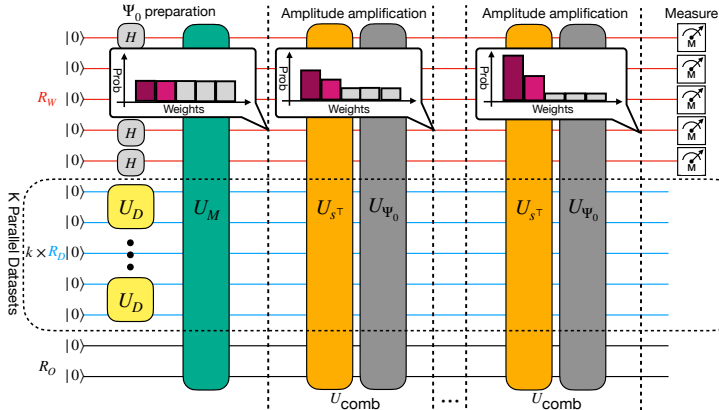 Ψ₀ preparation
Amplitude amplification
Amplitude amplification
Measure
|0⟩
H
M
|0⟩
M
Prob
Weights
Prob
Weights
Prob
Weights
R_W
|0⟩
M
|0⟩
H
M
|0⟩
H
M
K Parallel Datasets
|0⟩
U_D
U_M
U_s⊤
U_Ψ₀
U_s⊤
U_Ψ₀
|0⟩
k × R_D
|0⟩
|0⟩
U_D
|0⟩
|0⟩
R_O
|0⟩
U_comb
...
U_comb